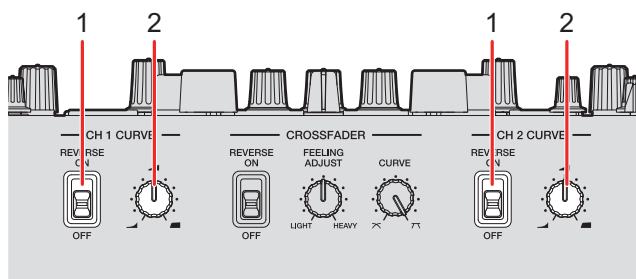 1 2 1 2
CH 1 CURVE CROSSFADER CH 2 CURVE
REVERSE REVERSE FEELING REVERSE
ON ON ADJUST CURVE ON
LIGHT HEAVY
OFF OFF OFF